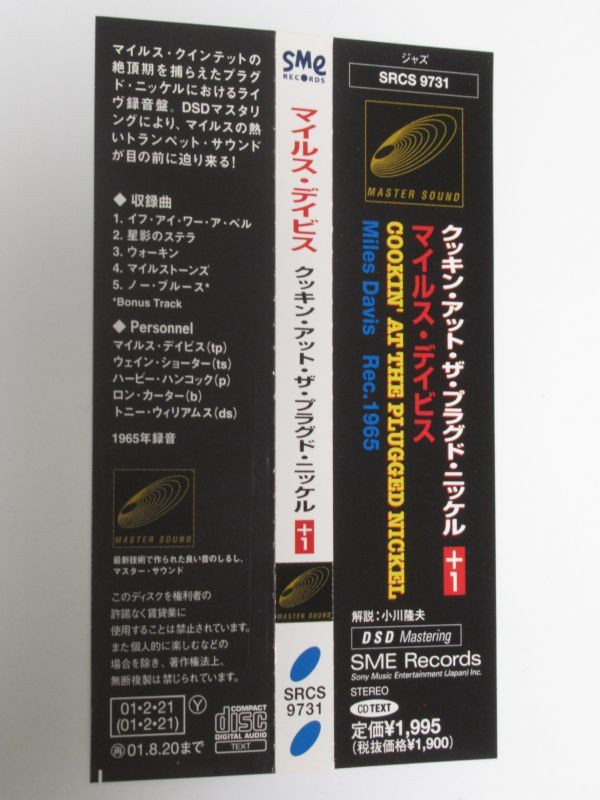 マイルス・クインテットの
絶頂期を捕らえたプラグ
ド・ニッケルにおけるライ
ヴ録音盤。DSDマスタリ
ングにより、マイルスの熱
いトランペット・サウンド
が目の前に迫り来る!
◆ 収録曲
1. イフ・アイ・ワー・ア・ベル
2. 星影のステラ
3. ウォーキン
4. マイルストーンズ
5. ノー・ブルース*
*Bonus Track
◆ Personnel
マイルス・デイビス(tp)
ウェイン・ショーター(ts)
ハービー・ハンコック(p)
ロン・カーター(b)
トニー・ウィリアムス(ds)
1965年録音
MASTER SOUND
最新技術で作られた良い音のしるし、
マスター・サウンド
このディスクを権利者の
許諾なく賃貸業に
使用することは禁止されています。
また個人的に楽しむなどの
場合を除き、著作権法上、
無断複製は禁じられています。
01・2・21
(01・2・21)
Y
再 01.8.20まで
COMPACT
disc
DIGITAL AUDIO
TEXT
SMe
RECORDS
マイルス・デイビス
クッキン・アット・ザ・プラグド・ニッケル +1
MASTER SOUND
SRCS
9731
ジャズ
SRCS 9731
MASTER SOUND
クッキン・アット・ザ・プラグド・ニッケル +1
マイルス・デイビス
COOKIN' AT THE PLUGGED NICKEL
Miles Davis Rec.1965
解説:小川隆夫
DSD Mastering
SME Records
Sony Music Entertainment (Japan) Inc.
STEREO
CD TEXT
定価¥1,995
(税抜価格¥1,900)